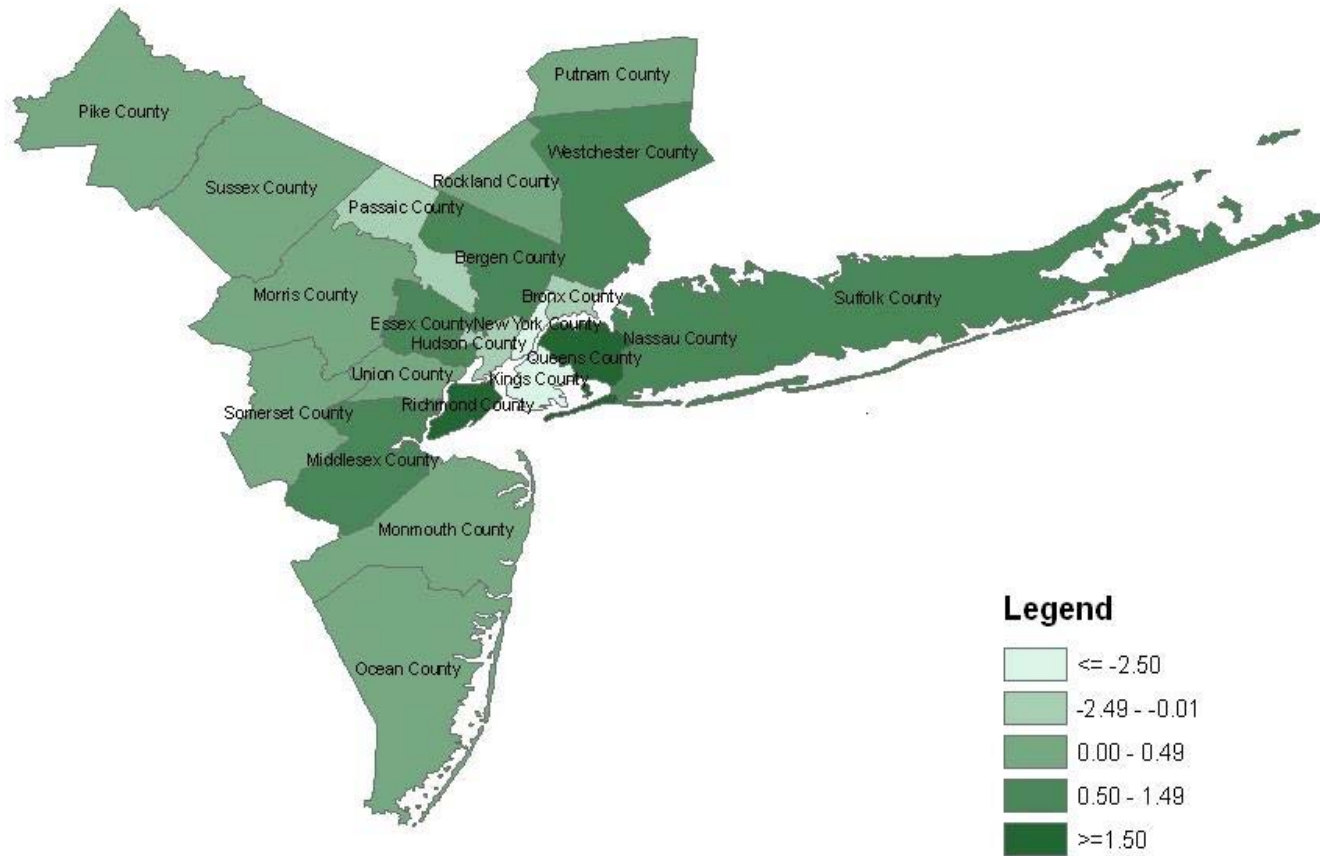 Putnam County
Pike County
Westchester County
Sussex County
Rockland County
Passaic County
Bergen County
Morris County
Bronx County
Suffolk County
Essex County
New York County
Hudson County
Nassau County
Queens County
Union County
Kings County
Richmond County
Somerset County
Middlesex County
Monmouth County
Ocean County
Legend
<= -2.50
-2.49 - -0.01
0.00 - 0.49
0.50 - 1.49
>=1.50